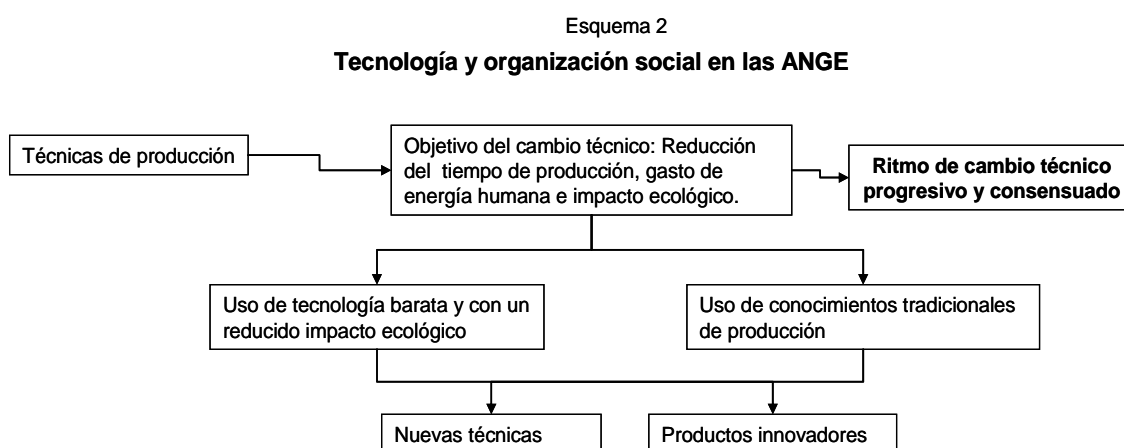 Esquema 2
Tecnología y organización social en las ANGE
Técnicas de producción
Objetivo del cambio técnico: Reducción
del tiempo de producción, gasto de
energía humana e impacto ecológico.
Ritmo de cambio técnico
progresivo y consensuado
Uso de tecnología barata y con un
reducido impacto ecológico
Uso de conocimientos tradicionales
de producción
Nuevas técnicas
Productos innovadores